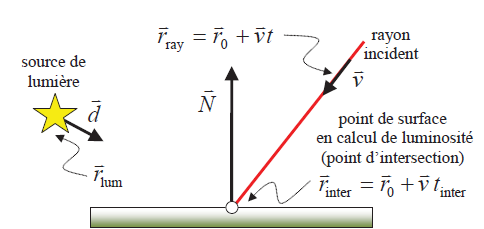 r⃗ray = r⃗0 + v⃗t
rayon
incident
v⃗
source de
lumière
d⃗
r⃗lum
N⃗
point de surface
en calcul de luminosité
(point d'intersection)
r⃗inter = r⃗0 + v⃗ tinter